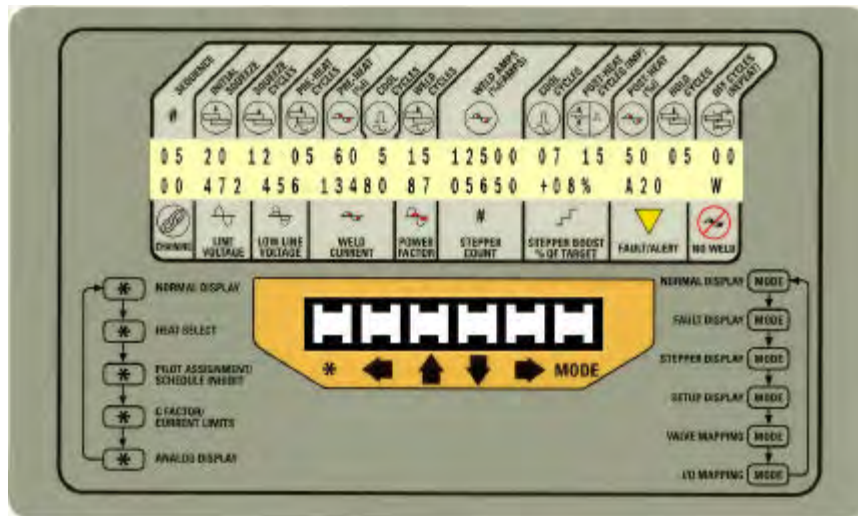 SEQUENCE
#
INITIAL SQUEEZE
SQUEEZE CYCLES
PRE-HEAT CYCLES
PRE-HEAT (%I)
COOL CYCLES
WELD CYCLES
WELD AMPS (%I/AMPS)
COOL CYCLES
POST-HEAT CYCLES (IMP)
POST-HEAT (%I)
HOLD CYCLES
OFF CYCLES (REPEAT)
05 20 12 05 60 5 15 12500 07 15 50 05 00
00 472 456 13480 87 05650 +08% A20 W
CHAINING
LINE VOLTAGE
LOW LINE VOLTAGE
WELD CURRENT
POWER FACTOR
#
STEPPER COUNT
STEPPER BOOST % OF TARGET
FAULT/ALERT
NO WELD
* NORMAL DISPLAY
* HEAT SELECT
* PILOT ASSIGNMENT/
SCHEDULE INHIBIT
* C FACTOR/
CURRENT LIMITS
* ANALOG DISPLAY
* MODE
NORMAL DISPLAY MODE
FAULT DISPLAY MODE
STEPPER DISPLAY MODE
SETUP DISPLAY MODE
VALVE MAPPING MODE
I/O MAPPING MODE